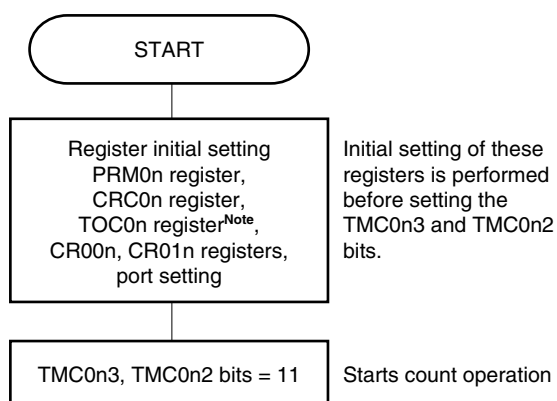 START
Register initial setting
PRM0n register,
CRC0n register,
TOC0n registerNote,
CR00n, CR01n registers,
port setting
Initial setting of these
registers is performed
before setting the
TMC0n3 and TMC0n2
bits.
TMC0n3, TMC0n2 bits = 11
Starts count operation